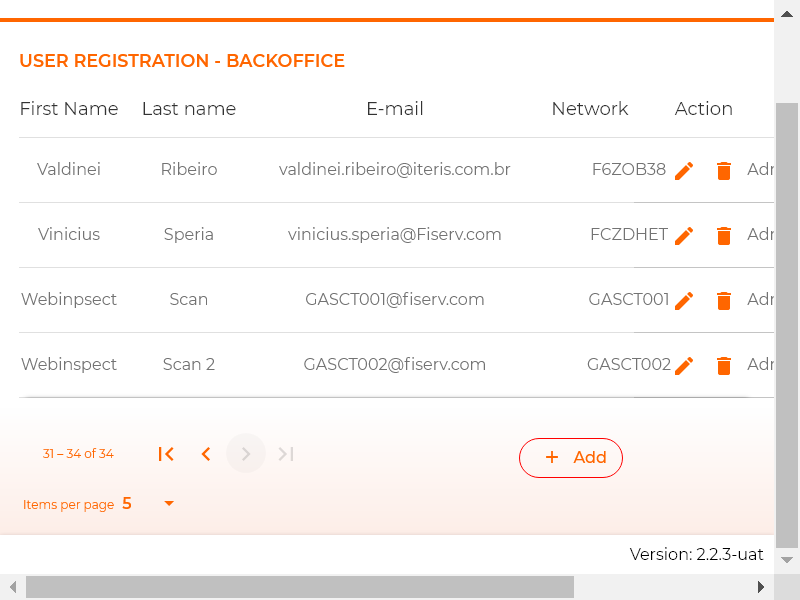 USER REGISTRATION - BACKOFFICE
First Name Last name E-mail Network Action
Valdinei Ribeiro valdinei.ribeiro@iteris.com.br F6ZOB38 Adr
Vinicius Speria vinicius.speria@Fiserv.com FCZDHET Adr
Webinpsect Scan GASCT001@fiserv.com GASCT001 Adr
Webinspect Scan 2 GASCT002@fiserv.com GASCT002 Adr
31 – 34 of 34
+ Add
Items per page 5
Version: 2.2.3-uat